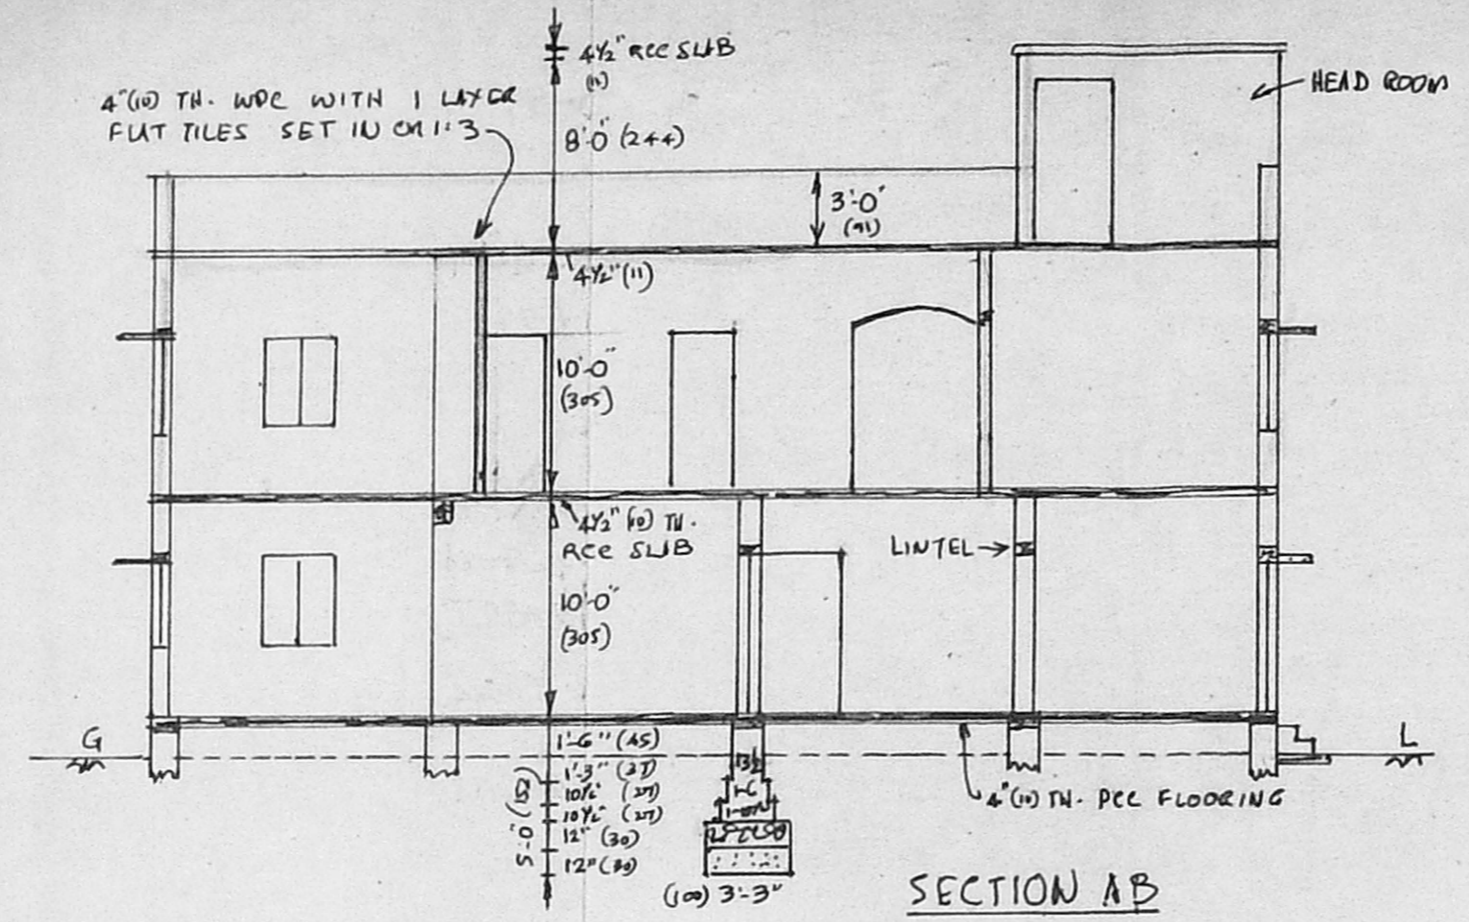 4½" RCC SLAB
(11)
HEAD ROOM
4"(10) TH. WPC WITH 1 LAYER
FLAT TILES SET IN CM 1:3
8'-0" (244)
3'-0"
(91)
4½" (11)
10'-0"
(305)
4½" (10) TH.
RCC SLAB
LINTEL
10'-0"
(305)
G
L
1'-6" (45)
1'-3" (37)
10½" (27)
10½" (27)
12" (30)
12" (30)
5'-0" (152)
13½
4"(10) TH. PCC FLOORING
(100) 3'-3"
SECTION AB